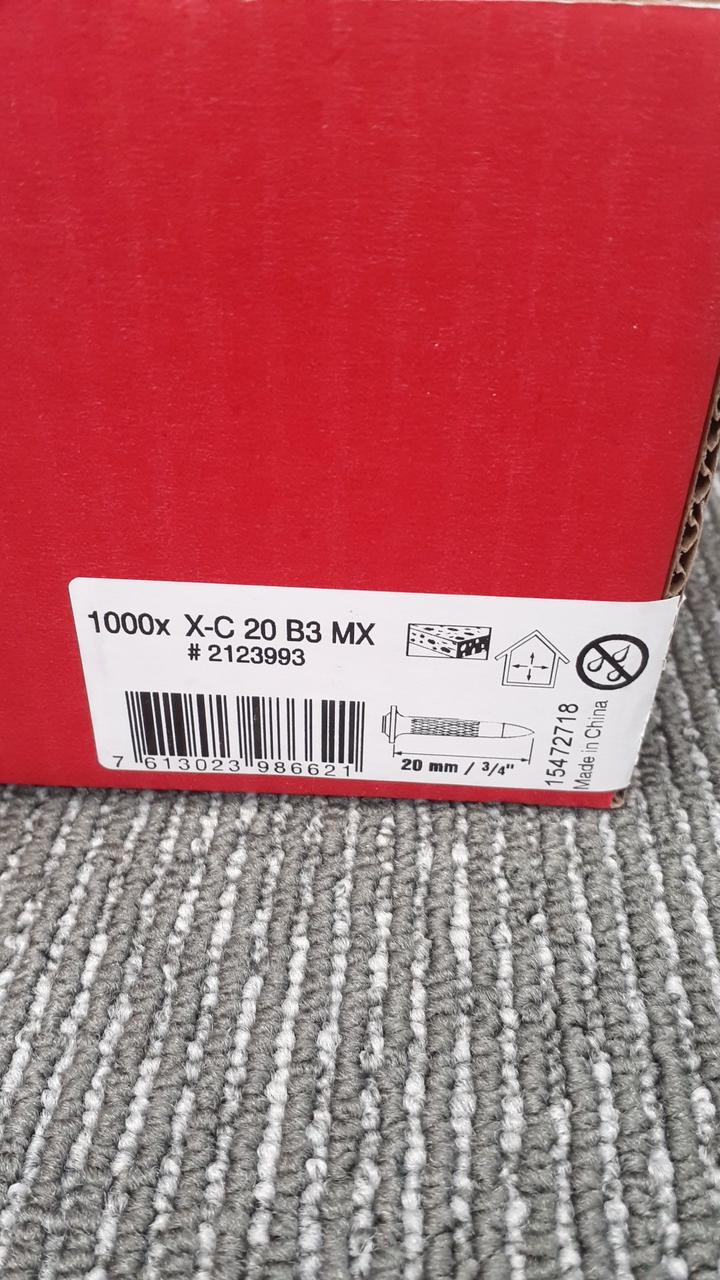 1000x X-C 20 B3 MX
# 2123993
7 613023 986621
20 mm / 3/4"
15472718
Made in China